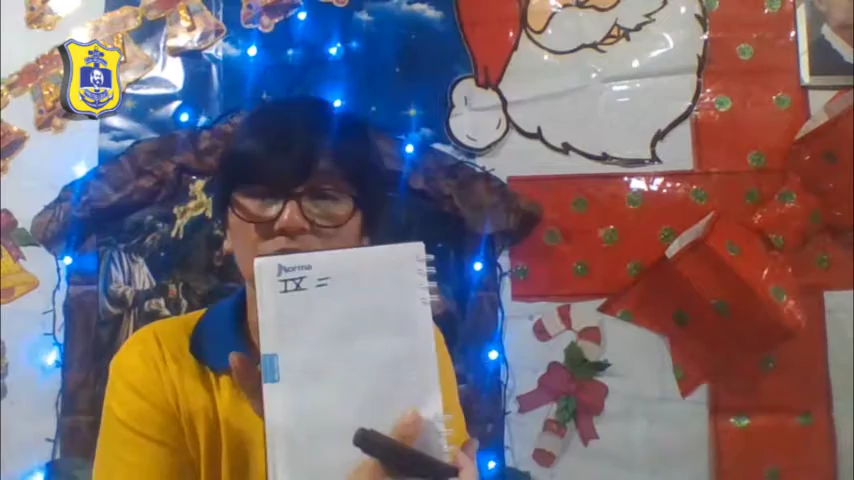 Norma
IX =